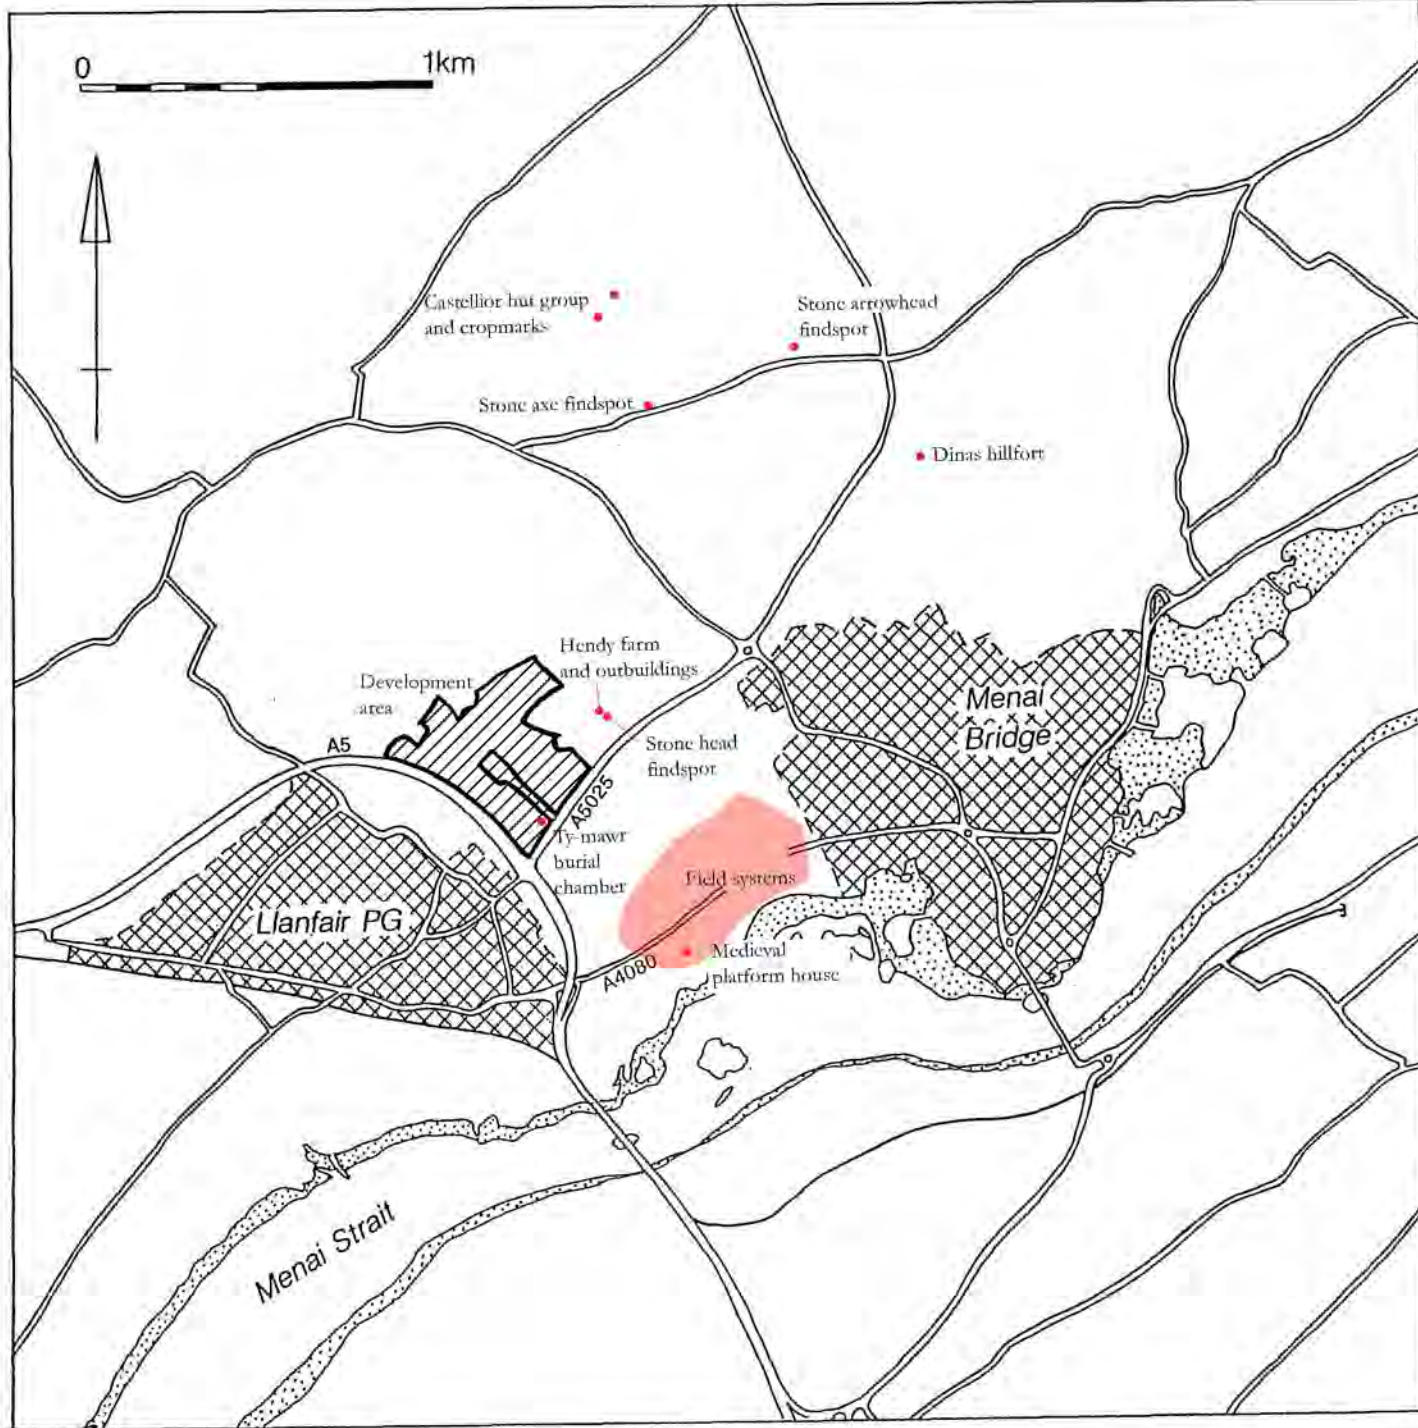 0 1km
Castellior hut group
and cropmarks
Stone arrowhead
findspot
Stone axe findspot
Dinas hillfort
Hendy farm
and outbuildings
Development
area
Menai
Bridge
A5
Stone head
findspot
A5025
Ty-mawr
burial
chamber
Field systems
Llanfair PG
A4080
Medieval
platform house
Menai Strait